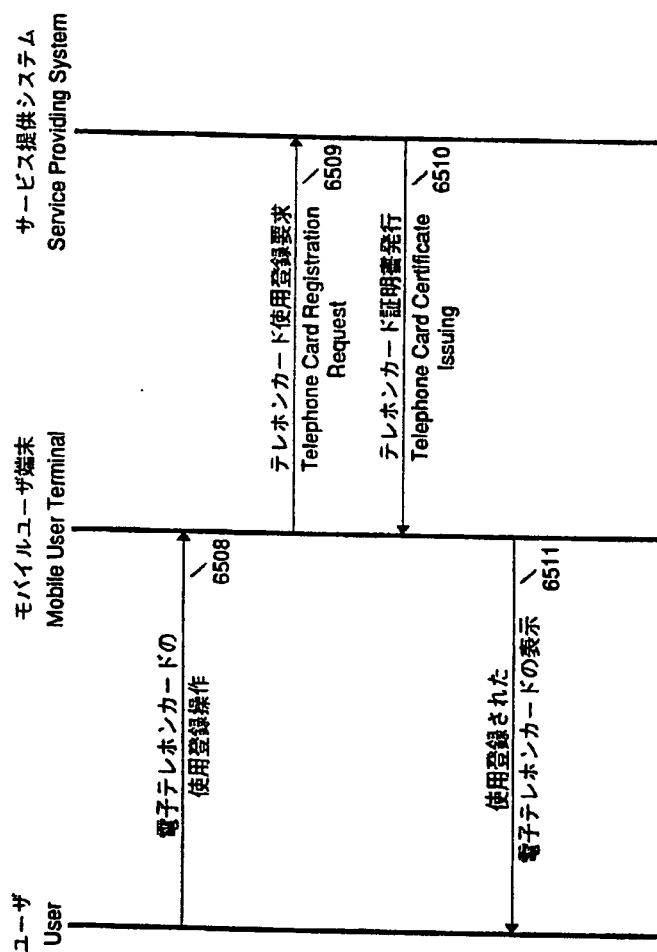 ユーザ
User
モバイルユーザ端末
Mobile User Terminal
サービス提供システム
Service Providing System
電子テレホンカードの
使用登録操作
6508
テレホンカード使用登録要求
Telephone Card Registration
Request
6509
テレホンカード証明書発行
Telephone Card Certificate
Issuing
6510
使用登録された
電子テレホンカードの表示
6511